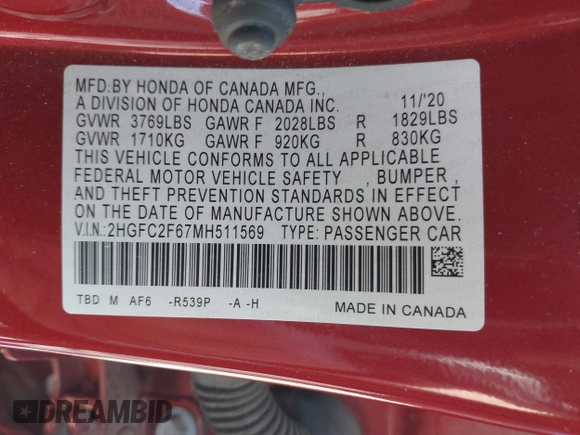 MFD.BY HONDA OF CANADA MFG.,
A DIVISION OF HONDA CANADA INC. 11/'20
GVWR 3769LBS GAWR F 2028LBS R 1829LBS
GVWR 1710KG GAWR F 920KG R 830KG
THIS VEHICLE CONFORMS TO ALL APPLICABLE
FEDERAL MOTOR VEHICLE SAFETY , BUMPER ,
AND THEFT PREVENTION STANDARDS IN EFFECT
ON THE DATE OF MANUFACTURE SHOWN ABOVE.
V.I.N.:2HGFC2F67MH511569 TYPE: PASSENGER CAR
TBD M AF6 -R539P -A -H
MADE IN CANADA
DREAMBID